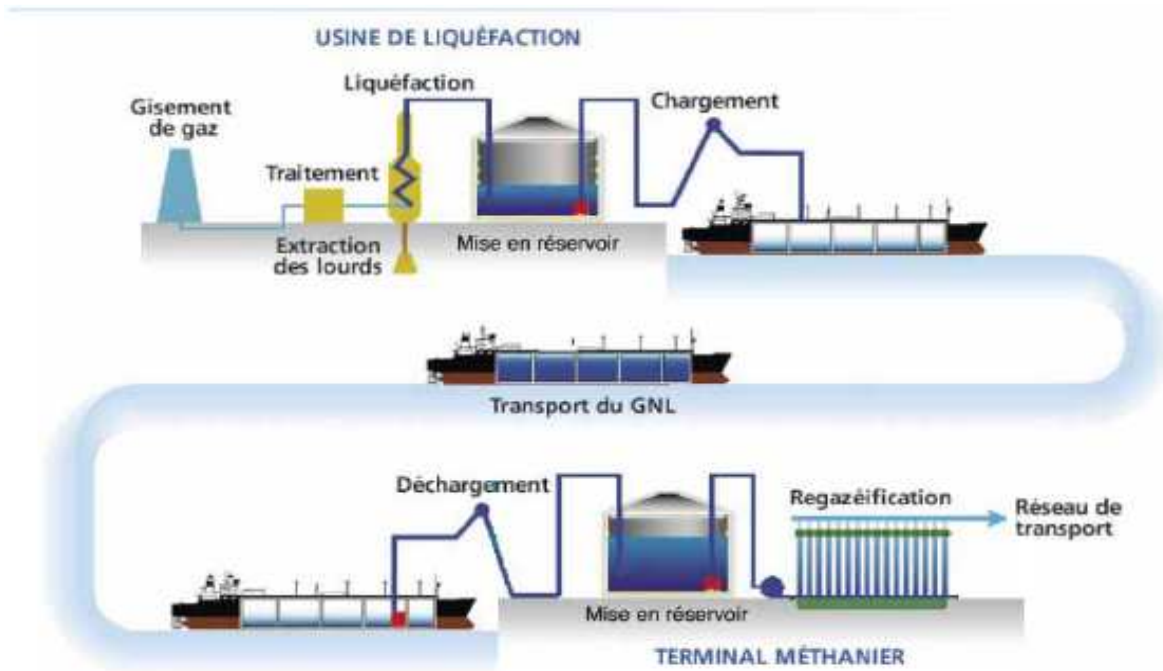 USINE DE LIQUÉFACTION
Liquéfaction
Gisement
de gaz
Chargement
Traitement
Extraction
des lourds
Mise en réservoir
Transport du GNL
Déchargement
Regazéification
Réseau de
transport
Mise en réservoir
TERMINAL MÉTHANIER